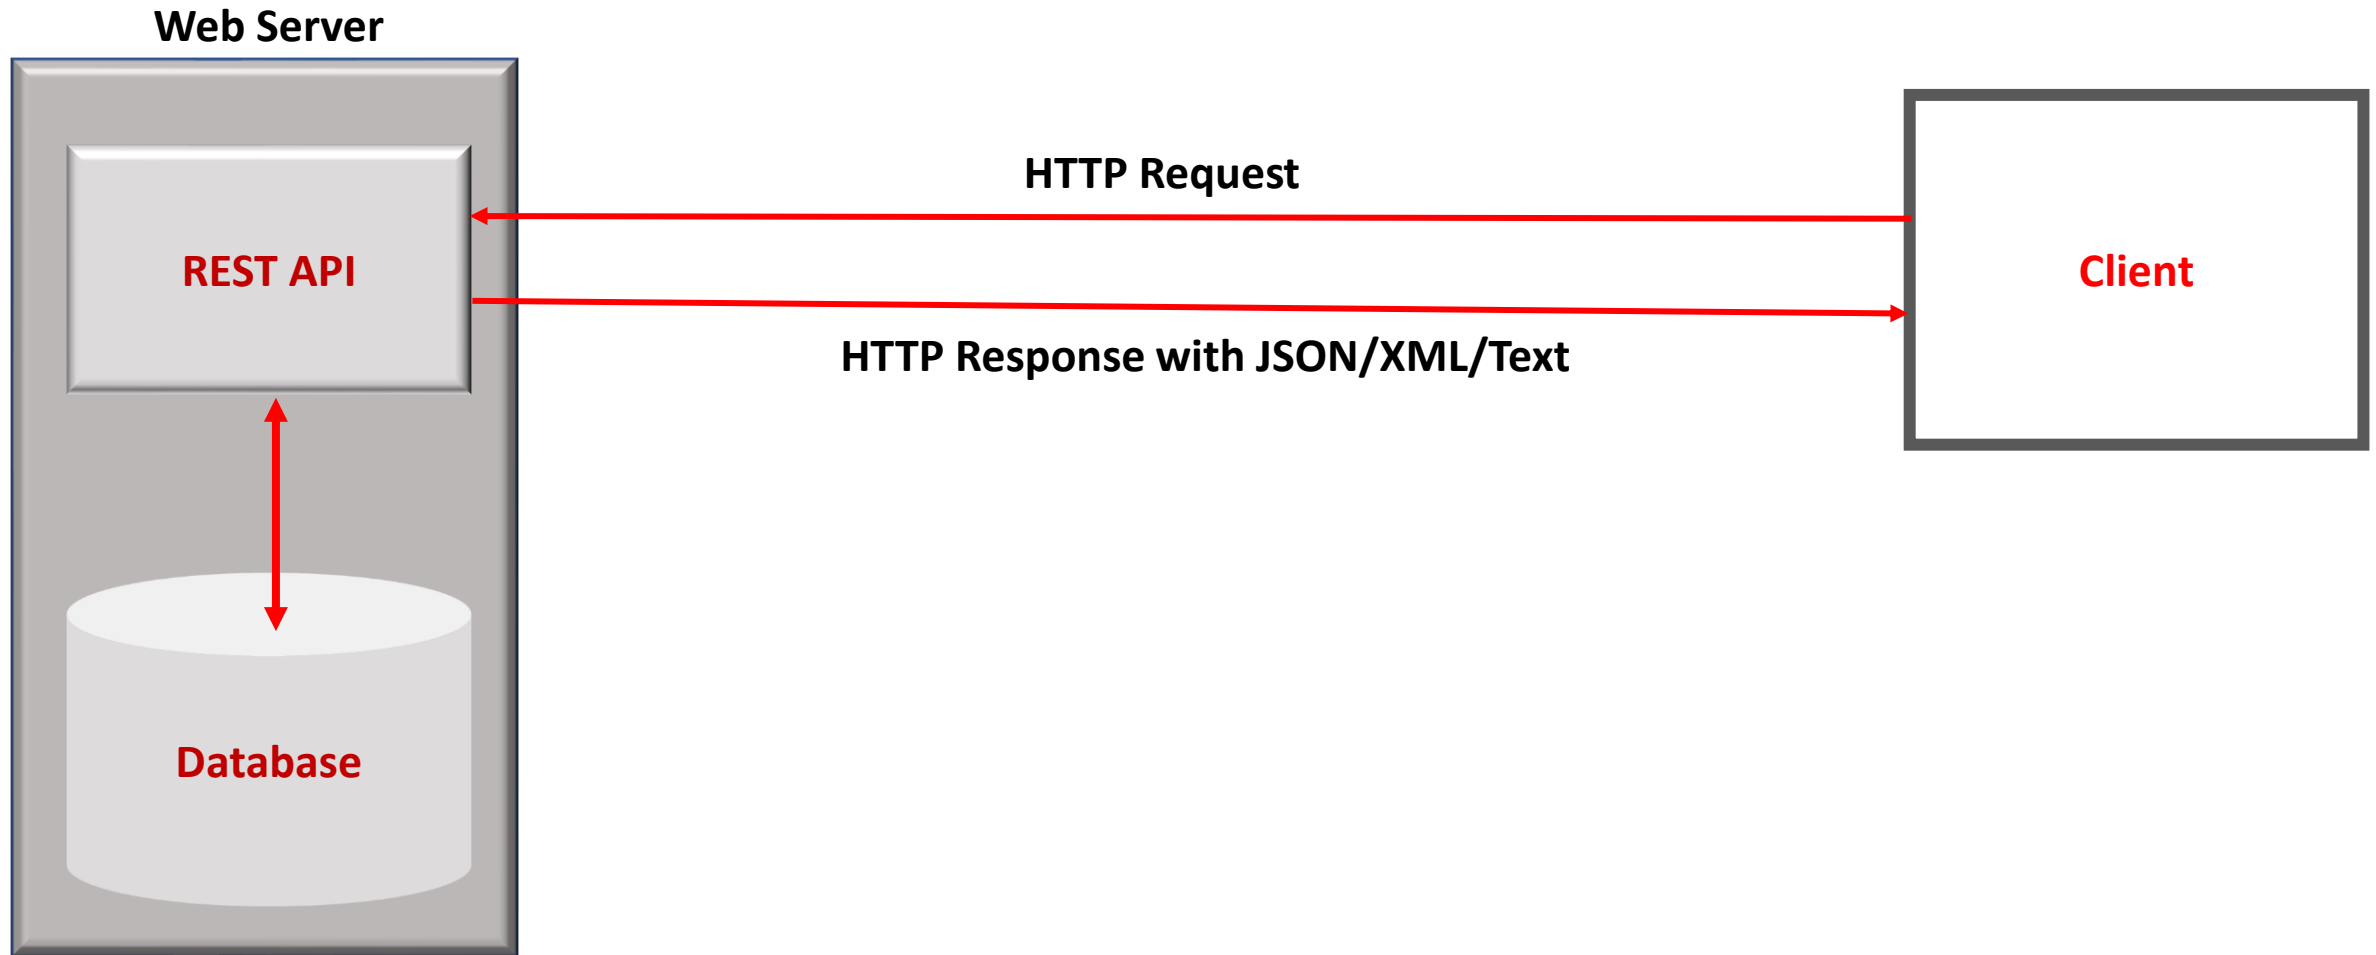 Web Server
HTTP Request
REST API
Client
HTTP Response with JSON/XML/Text
Database